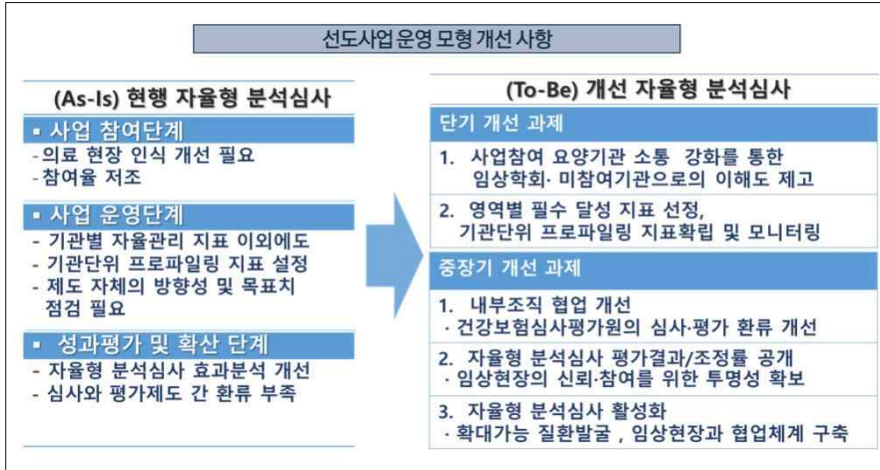 선도사업 운영 모형 개선 사항
(As-Is) 현행 자율형 분석심사
▪ 사업 참여단계
-의료 현장 인식 개선 필요
-참여율 저조
▪ 사업 운영단계
- 기관별 자율관리 지표 이외에도
- 기관단위 프로파일링 지표 설정
- 제도 자체의 방향성 및 목표치
점검 필요
▪ 성과평가 및 확산 단계
- 자율형 분석심사 효과분석 개선
- 심사와 평가제도 간 환류 부족
(To-Be) 개선 자율형 분석심사
단기 개선 과제
1. 사업참여 요양기관 소통 강화를 통한
임상학회· 미참여기관으로의 이해도 제고
2. 영역별 필수 달성 지표 선정,
기관단위 프로파일링 지표확립 및 모니터링
중장기 개선 과제
1. 내부조직 협업 개선
· 건강보험심사평가원의 심사·평가 환류 개선
2. 자율형 분석심사 평가결과/조정률 공개
· 임상현장의 신뢰·참여를 위한 투명성 확보
3. 자율형 분석심사 활성화
· 확대가능 질환발굴 , 임상현장과 협업체계 구축